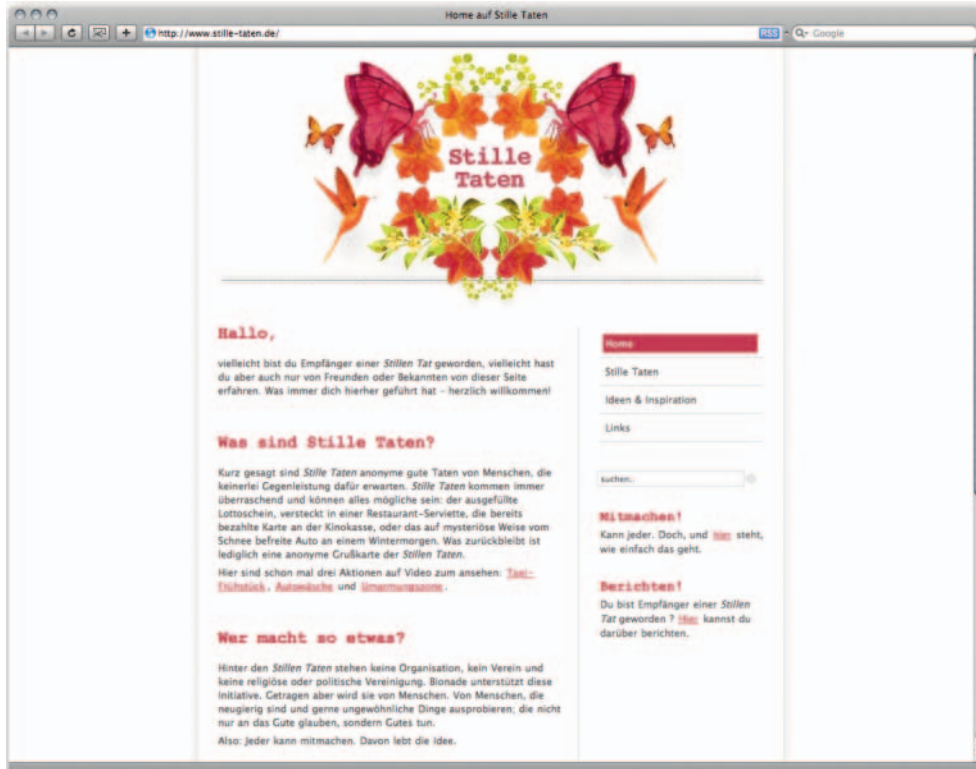 Home auf Stille Taten
http://www.stille-taten.de/
RSS
Google
Stille
Taten
Hallo,
vielleicht bist du Empfänger einer Stillen Tat geworden, vielleicht hast
du aber auch nur von Freunden oder Bekannten von dieser Seite
erfahren. Was immer dich hierher geführt hat – herzlich willkommen!
Was sind Stille Taten?
Kurz gesagt sind Stille Taten anonyme gute Taten von Menschen, die
keinerlei Gegenleistung dafür erwarten. Stille Taten kommen immer
überraschend und können alles mögliche sein: der ausgefüllte
Lottoschein, versteckt in einer Restaurant-Serviette, die bereits
bezahlte Karte an der Kinokasse, oder das auf mysteriöse Weise vom
Schnee befreite Auto an einem Wintermorgen. Was zurückbleibt ist
lediglich eine anonyme Grußkarte der Stillen Taten.
Hier sind schon mal drei Aktionen auf Video zum ansehen: Taxi-
Frühstück, Autowäsche und Umarmungszone.
Wer macht so etwas?
Hinter den Stillen Taten stehen keine Organisation, kein Verein und
keine religiöse oder politische Vereinigung. Bionade unterstützt diese
Initiative. Getragen aber wird sie von Menschen. Von Menschen, die
neugierig sind und gerne ungewöhnliche Dinge ausprobieren; die nicht
nur an das Gute glauben, sondern Gutes tun.
Also: Jeder kann mitmachen. Davon lebt die Idee.
Home
Stille Taten
Ideen & Inspiration
Links
suchen.
Mitmachen!
Kann jeder. Doch, und hier steht,
wie einfach das geht.
Berichten!
Du bist Empfänger einer Stillen
Tat geworden ? Hier kannst du
darüber berichten.